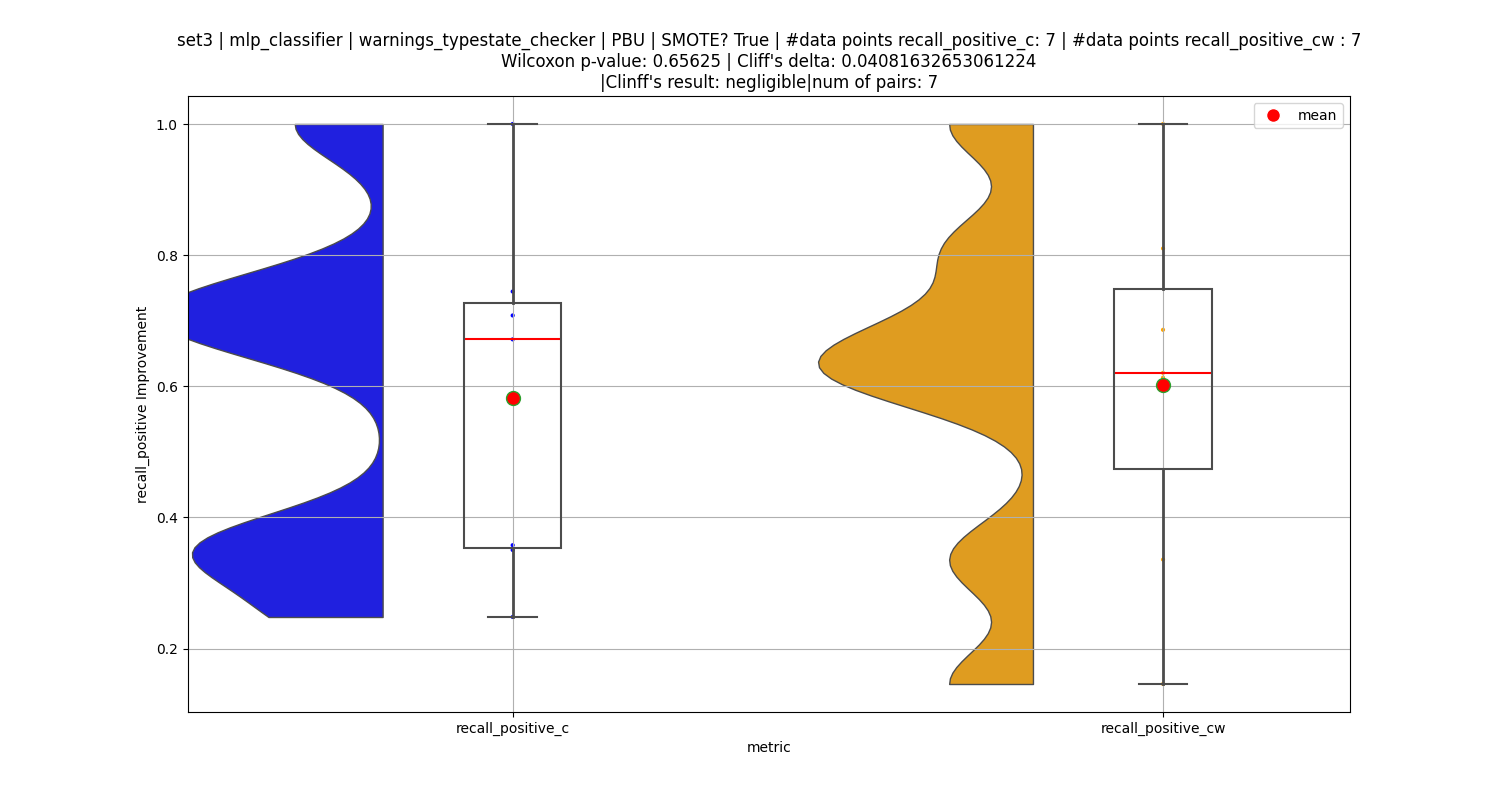 set3 | mlp_classifier | warnings_typestate_checker | PBU | SMOTE? True | #data points recall_positive_c: 7 | #data points recall_positive_cw : 7
Wilcoxon p-value: 0.65625 | Cliff's delta: 0.04081632653061224
|Clinff's result: negligible|num of pairs: 7
mean
1.0
0.8
0.6
0.4
0.2
recall_positive Improvement
recall_positive_c
recall_positive_cw
metric